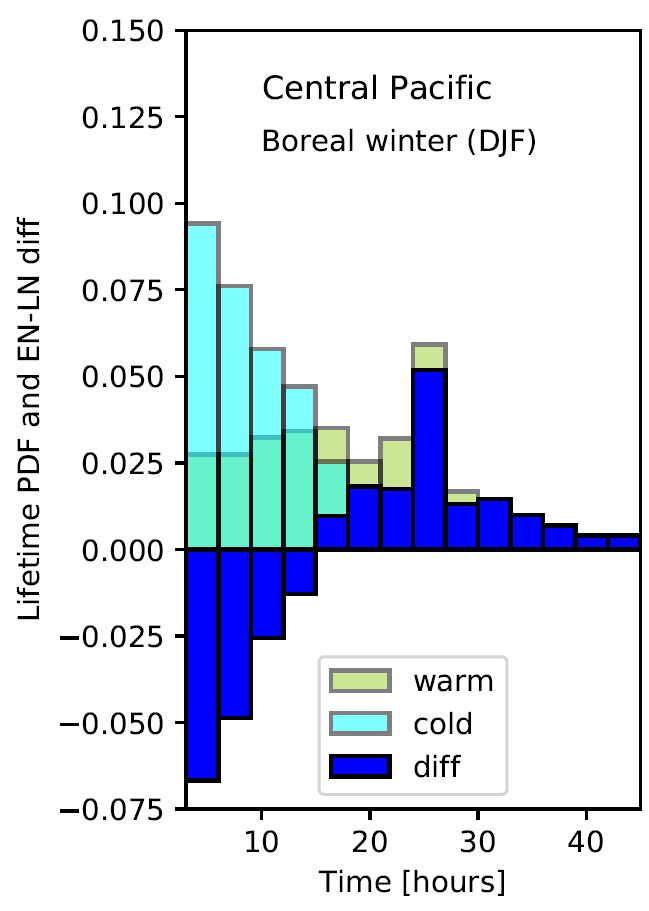 0.150
0.125
0.100
0.075
0.050
0.025
0.000
−0.025
−0.050
−0.075
Lifetime PDF and EN-LN diff
Central Pacific
Boreal winter (DJF)
warm
cold
diff
10 20 30 40
Time [hours]